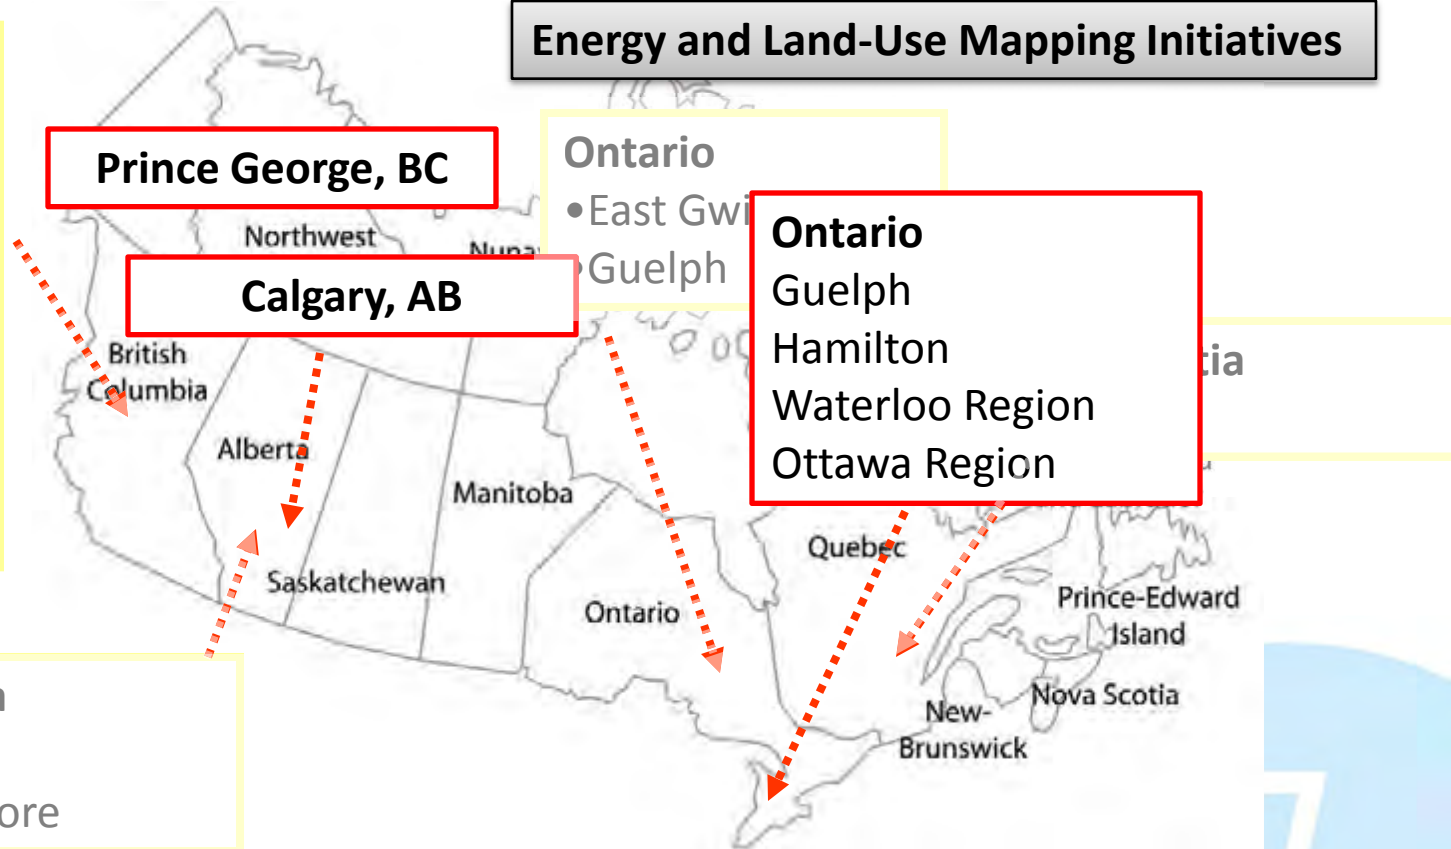 Energy and Land-Use Mapping Initiatives
Prince George, BC
Ontario
•East Gwi
•Guelph
Northwest
Nuna
Calgary, AB
Ontario
Guelph
Hamilton
Waterloo Region
Ottawa Region
tia
British
Columbia
Alberta
Manitoba
Saskatchewan
Ontario
Quebec
Prince-Edward
Island
Nova Scotia
New-
Brunswick
ore